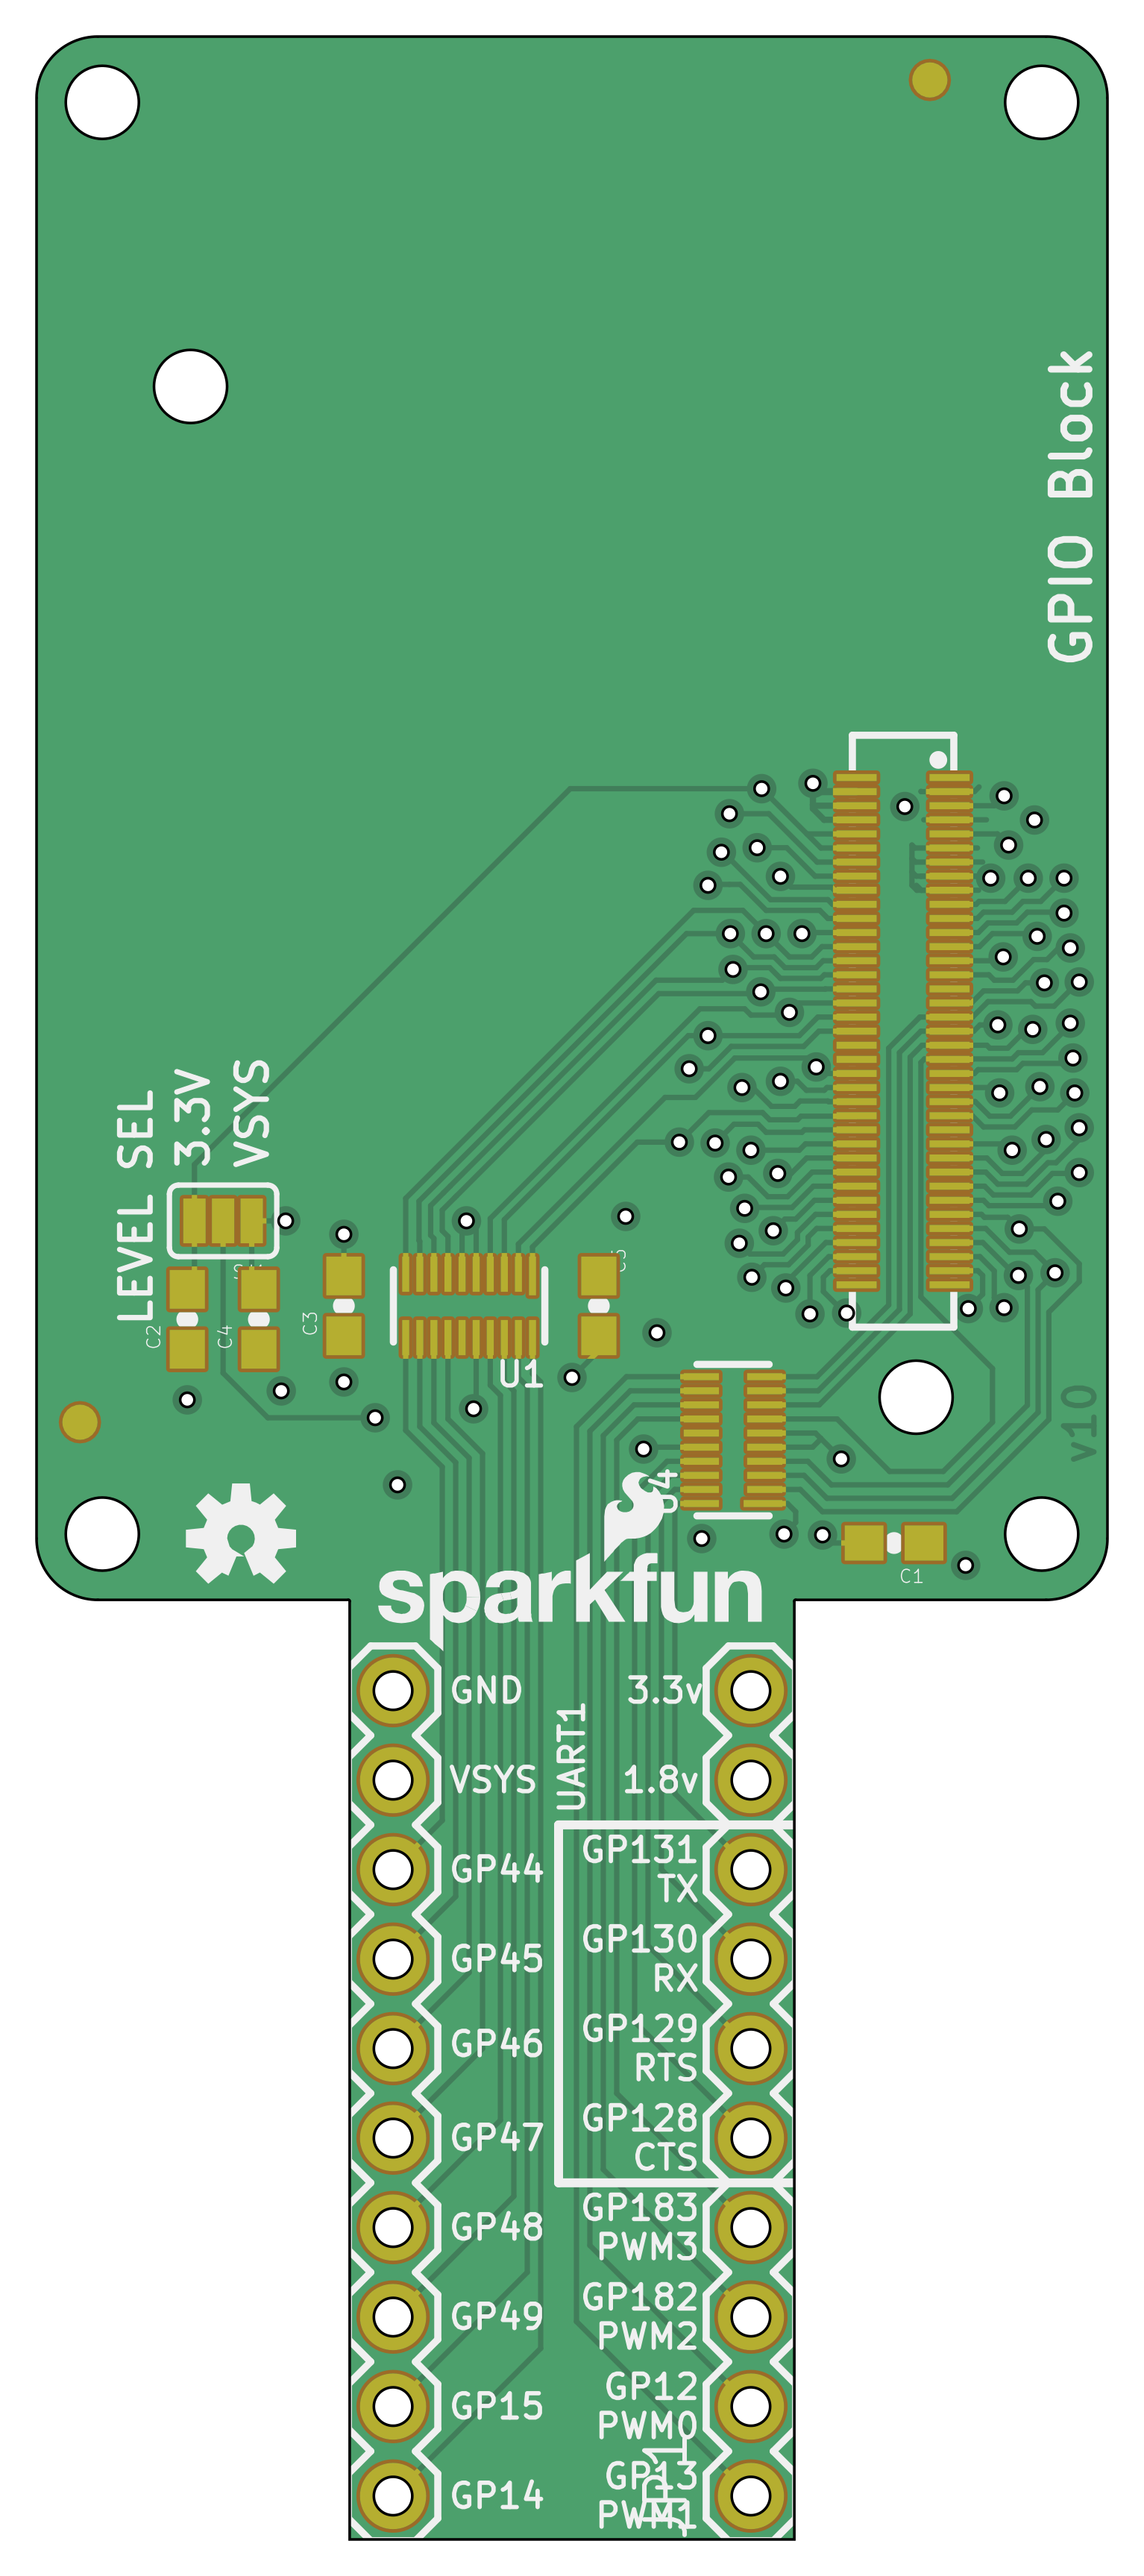 GPIO Block
LEVEL SEL
3.3V
VSYS
C2
C4
C3
U1
v10
C1
sparkfun
GND
VSYS
GP44
GP45
GP46
GP47
GP48
GP49
GP15
GP14
UART1
3.3v
1.8v
GP131
TX
GP130
RX
GP129
RTS
GP128
CTS
GP183
PWM3
GP182
PWM2
GP12
PWM0
GP13
PWM1
JP1